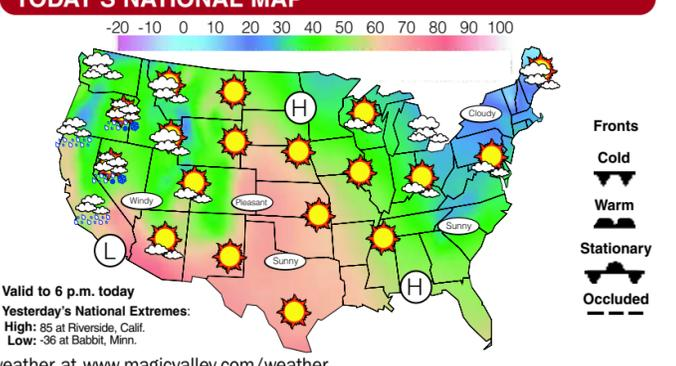 TODAY'S NATIONAL MAP
-20 -10 0 10 20 30 40 50 60 70 80 90 100
H
Cloudy
Fronts
Cold
Windy
Pleasant
Warm
Sunny
L
Stationary
Sunny
H
Occluded
Valid to 6 p.m. today
Yesterday's National Extremes:
High: 85 at Riverside, Calif.
Low: -36 at Babbit, Minn.
weather at www.magicvalley.com/weather